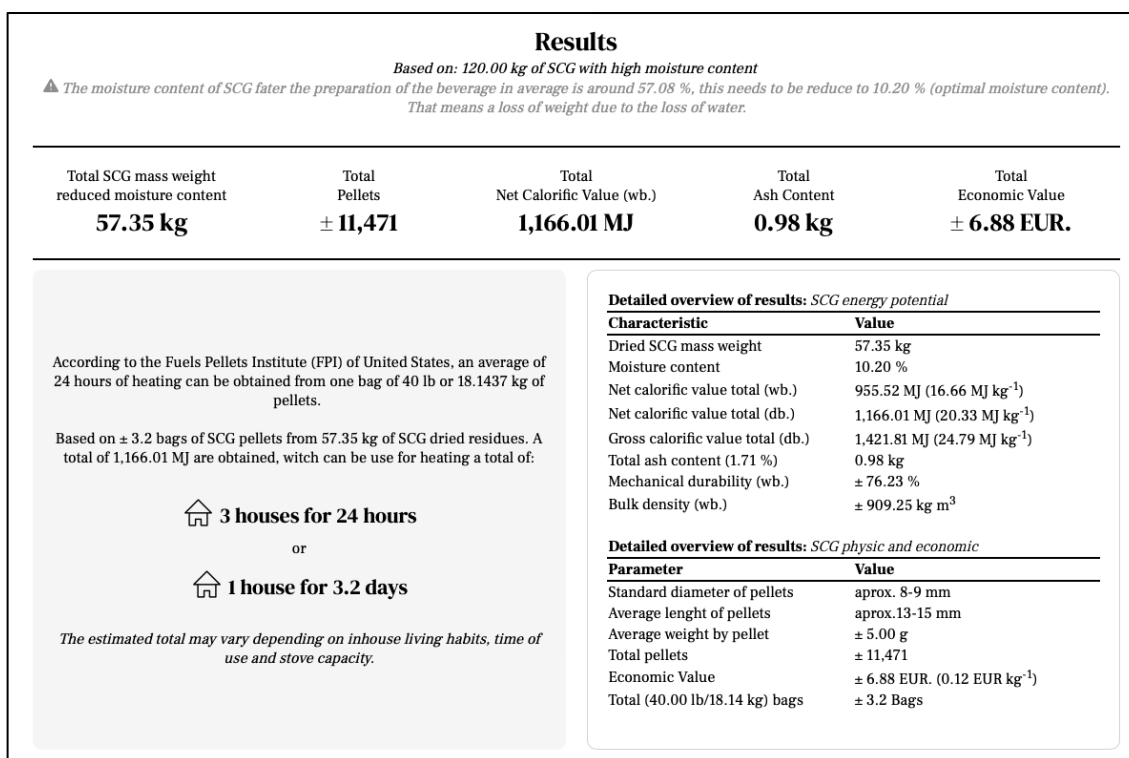 Results
Based on: 120.00 kg of SCG with high moisture content
⚠ The moisture content of SCG fater the preparation of the beverage in average is around 57.08 %, this needs to be reduce to 10.20 % (optimal moisture content).
That means a loss of weight due to the loss of water.
Total SCG mass weight
reduced moisture content
57.35 kg
Total
Pellets
± 11,471
Total
Net Calorific Value (wb.)
1,166.01 MJ
Total
Ash Content
0.98 kg
Total
Economic Value
± 6.88 EUR.
According to the Fuels Pellets Institute (FPI) of United States, an average of
24 hours of heating can be obtained from one bag of 40 lb or 18.1437 kg of
pellets.
Based on ± 3.2 bags of SCG pellets from 57.35 kg of SCG dried residues. A
total of 1,166.01 MJ are obtained, witch can be use for heating a total of:
3 houses for 24 hours
or
1 house for 3.2 days
The estimated total may vary depending on inhouse living habits, time of
use and stove capacity.
Detailed overview of results: SCG energy potential
Characteristic Value
Dried SCG mass weight 57.35 kg
Moisture content 10.20 %
Net calorific value total (wb.) 955.52 MJ (16.66 MJ kg⁻¹)
Net calorific value total (db.) 1,166.01 MJ (20.33 MJ kg⁻¹)
Gross calorific value total (db.) 1,421.81 MJ (24.79 MJ kg⁻¹)
Total ash content (1.71 %) 0.98 kg
Mechanical durability (wb.) ± 76.23 %
Bulk density (wb.) ± 909.25 kg m³
Detailed overview of results: SCG physic and economic
Parameter Value
Standard diameter of pellets aprox. 8-9 mm
Average lenght of pellets aprox.13-15 mm
Average weight by pellet ± 5.00 g
Total pellets ± 11,471
Economic Value ± 6.88 EUR. (0.12 EUR kg⁻¹)
Total (40.00 lb/18.14 kg) bags ± 3.2 Bags